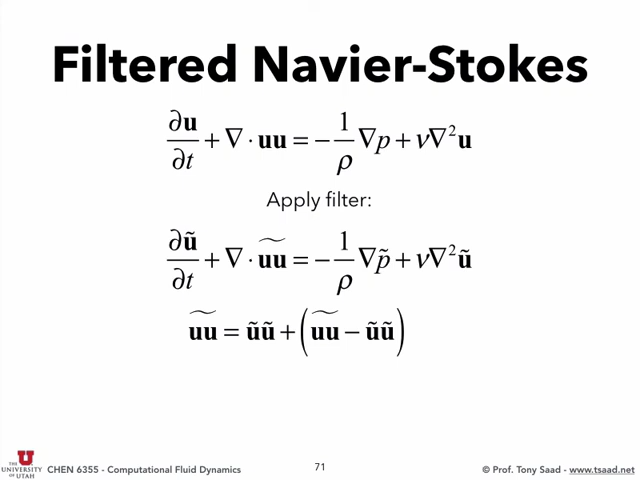 Filtered Navier-Stokes
∂𝐮/∂t + ∇ · 𝐮𝐮 = −(1/ρ)∇p + ν∇²𝐮
Apply filter:
∂𝐮̃/∂t + ∇ · 𝐮𝐮͠ = −(1/ρ)∇p̃ + ν∇²𝐮̃
𝐮𝐮͠ = 𝐮̃𝐮̃ + (𝐮𝐮͠ − 𝐮̃𝐮̃)
THE
UNIVERSITY
OF UTAH
CHEN 6355 - Computational Fluid Dynamics
71
© Prof. Tony Saad - www.tsaad.net